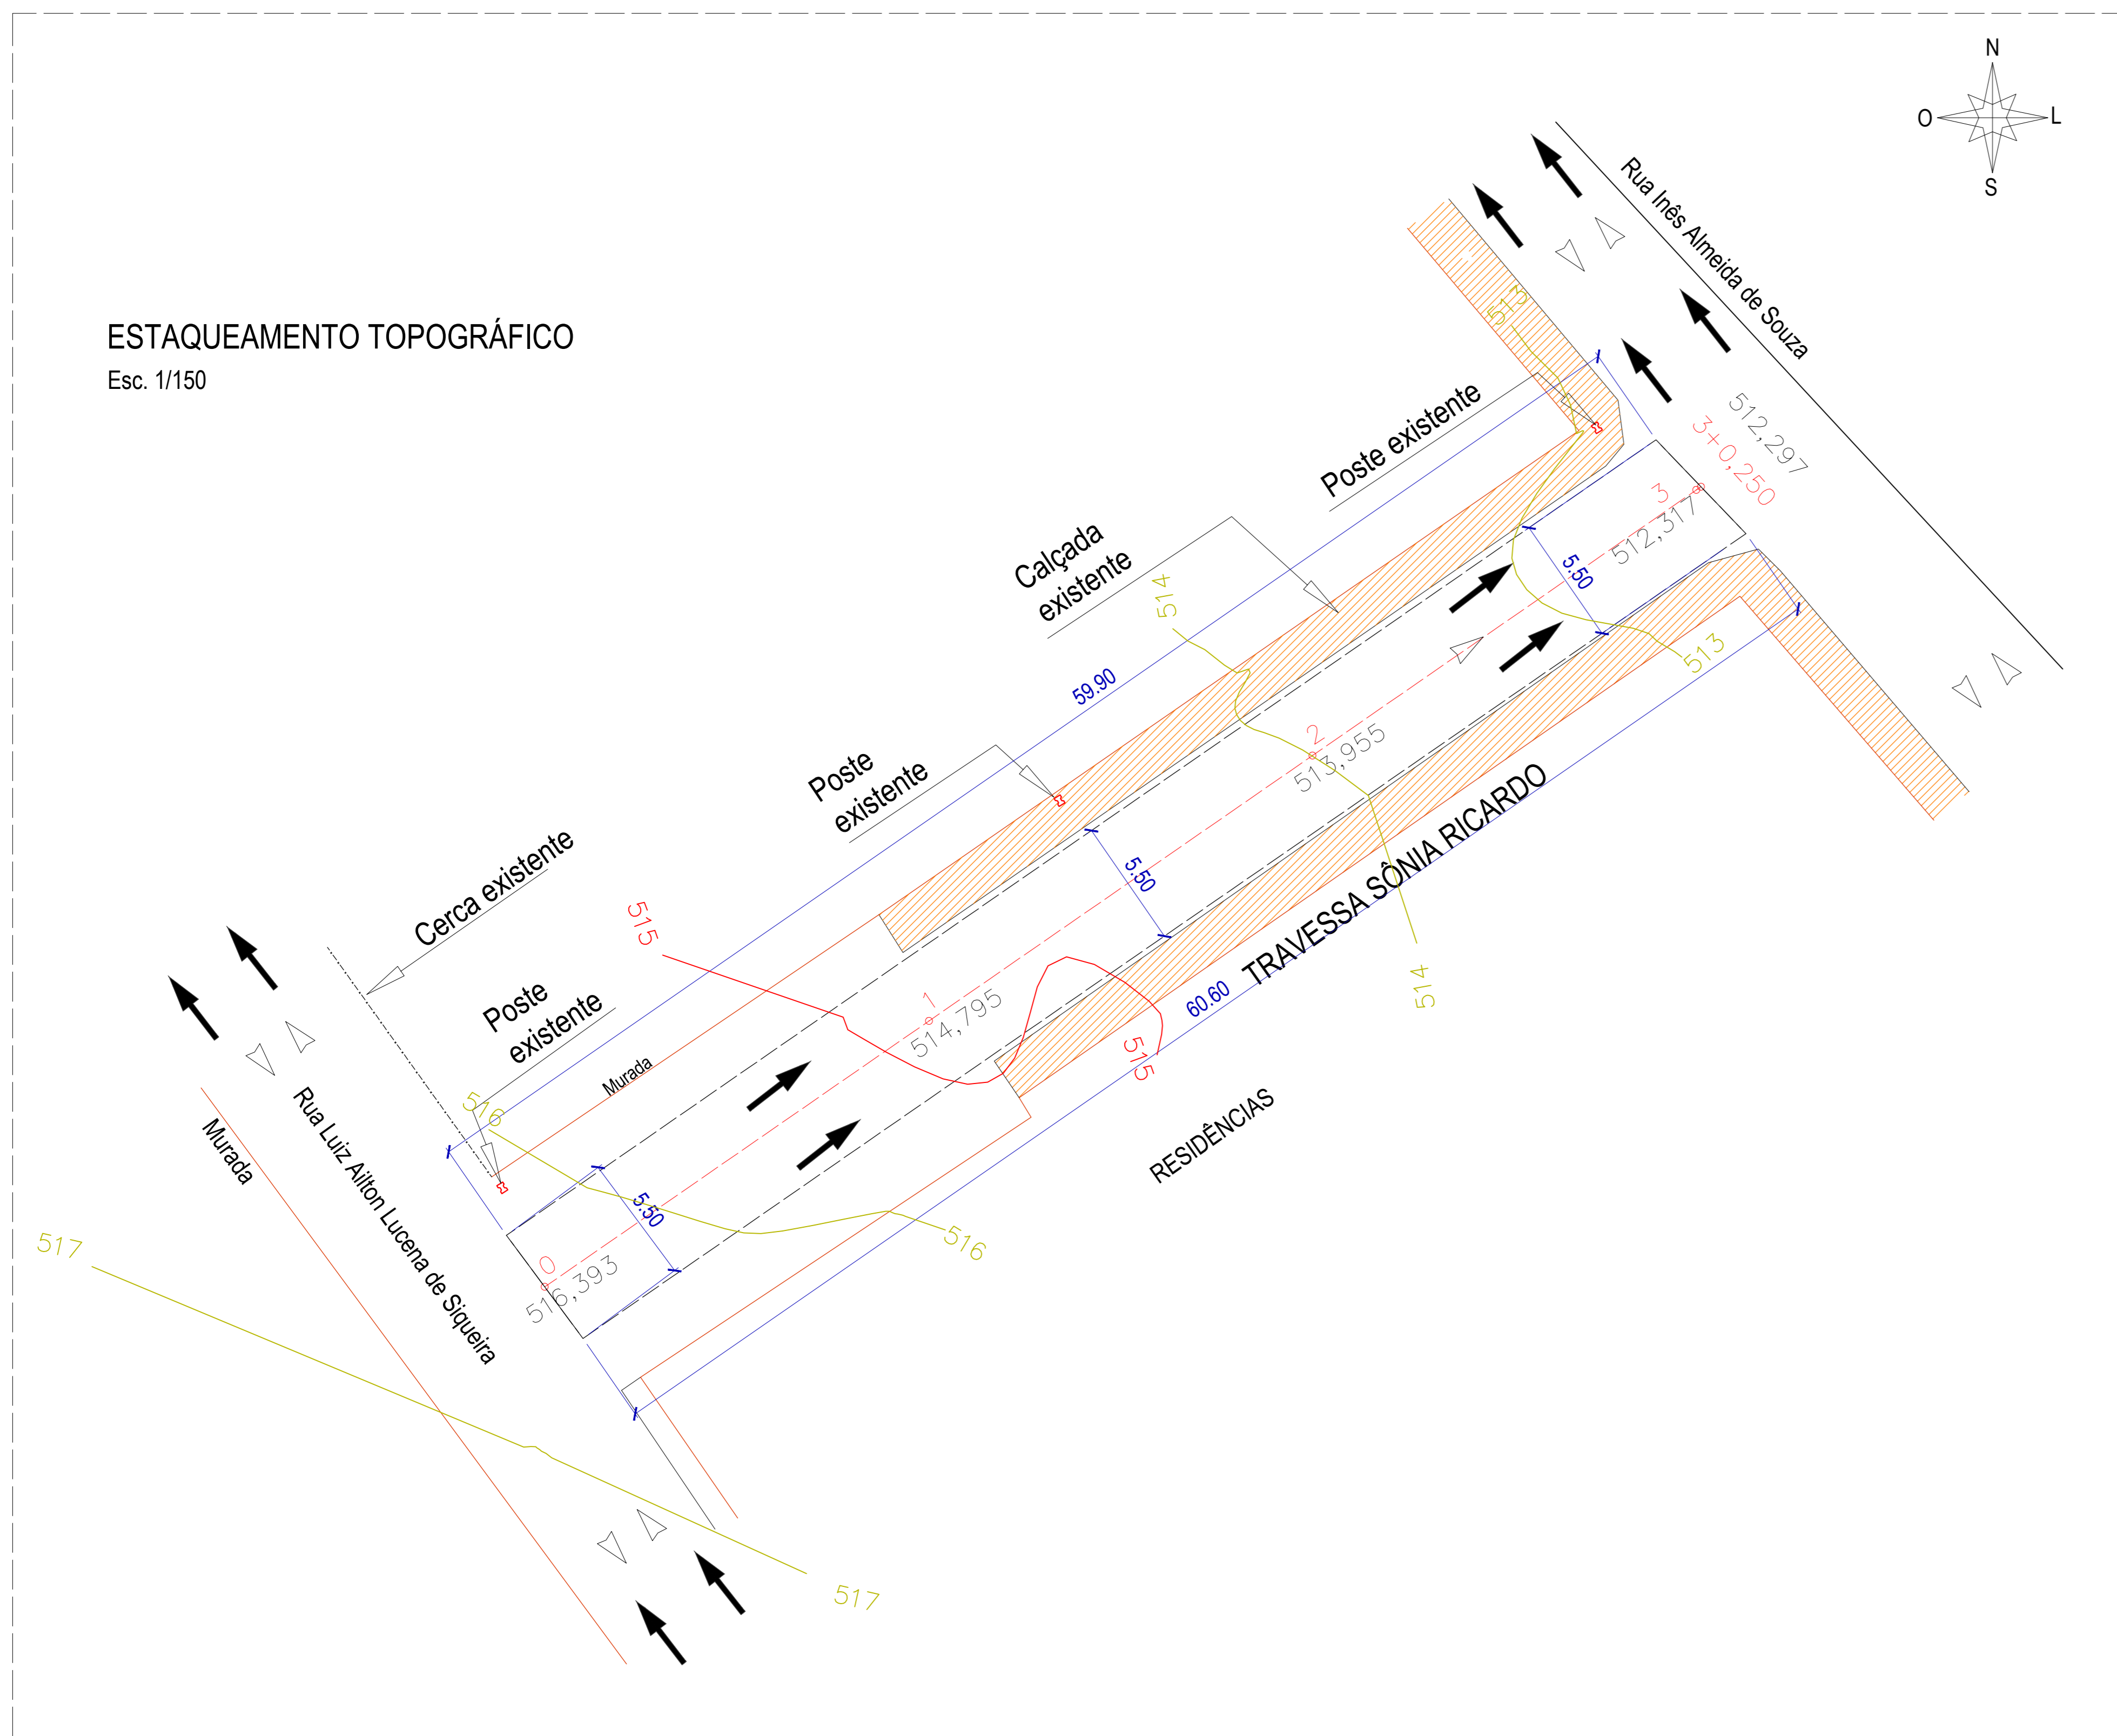 N
O
L
S
ESTAQUEAMENTO TOPOGRÁFICO
Esc. 1/150
Rua Inês Almeida de Souza
513
Poste existente
512,297
3+0,250
3
512,317
Calçada
existente
5.50
514
513
59.90
2
513,955
Poste
existente
TRAVESSA SÔNIA RICARDO
Cerca existente
5.50
515
514
60.60
1
514,795
Poste
existente
515
Murada
RESIDÊNCIAS
516
Rua Luiz Ailton Lucena de Siqueira
Murada
5.50
516
517
0
516,393
517